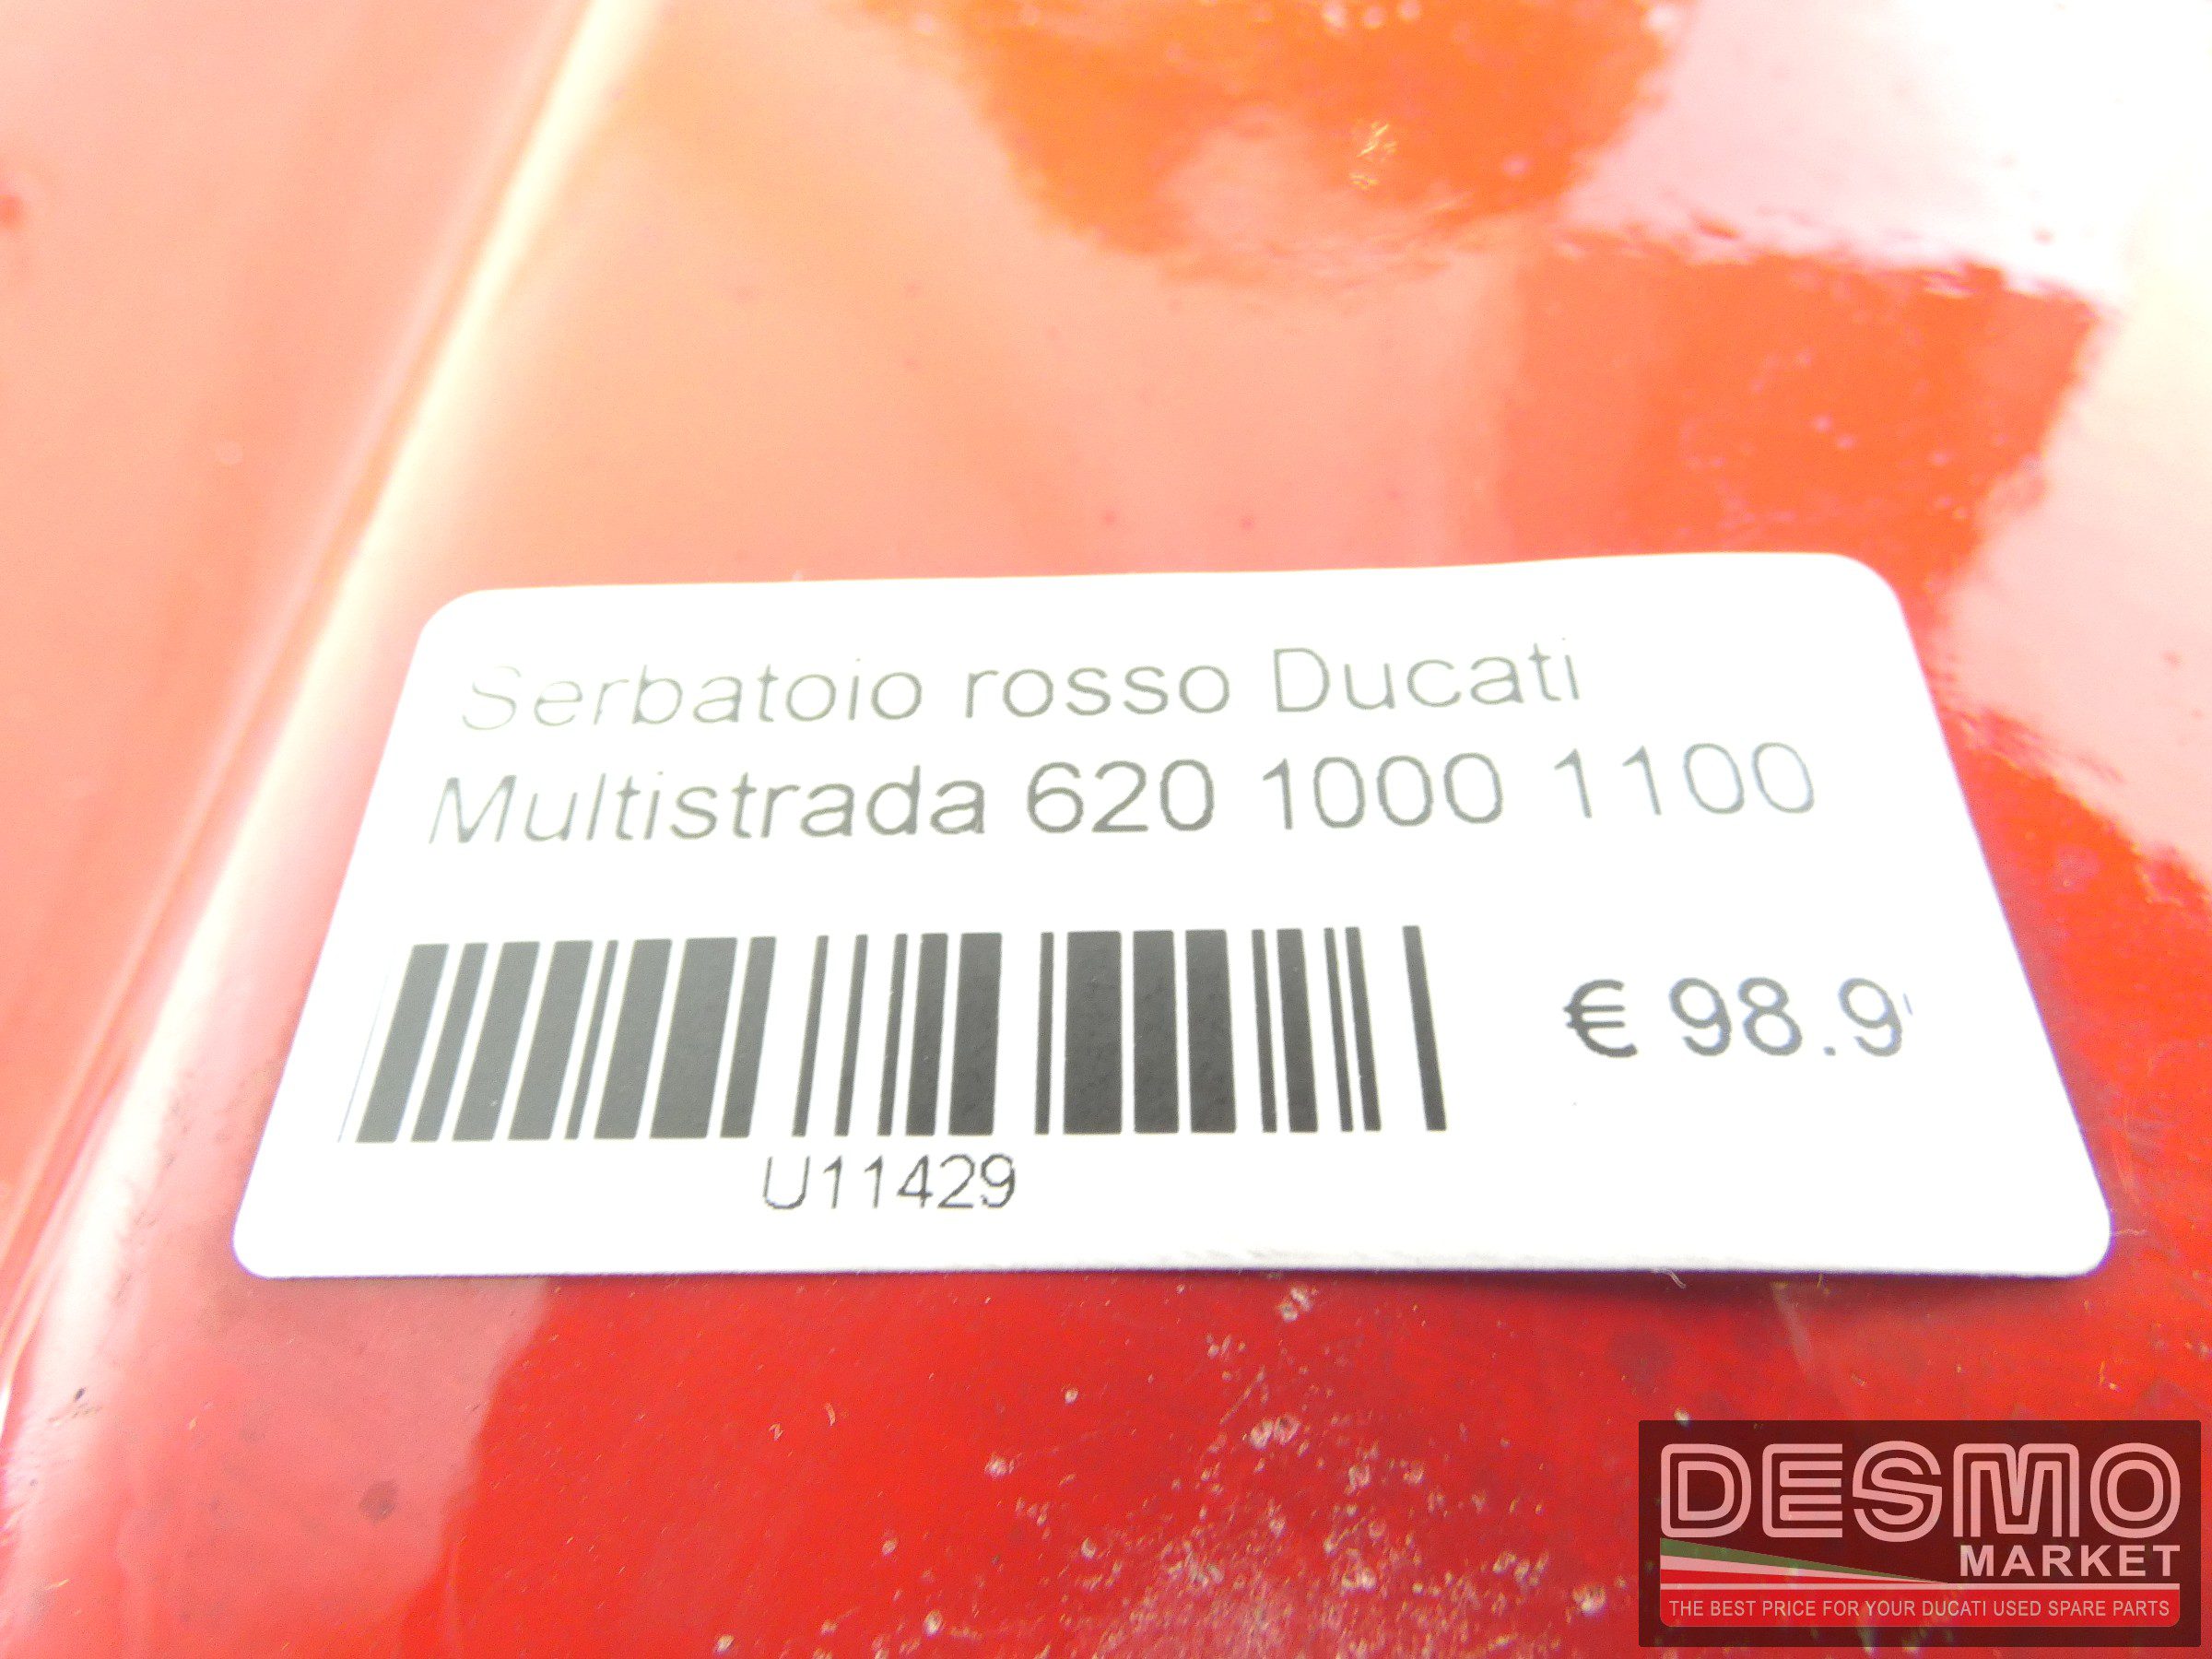 Serbatoio rosso Ducati
Multistrada 620 1000 1100
€ 98.9
U11429
DESMO
MARKET
THE BEST PRICE FOR YOUR DUCATI USED SPARE PARTS